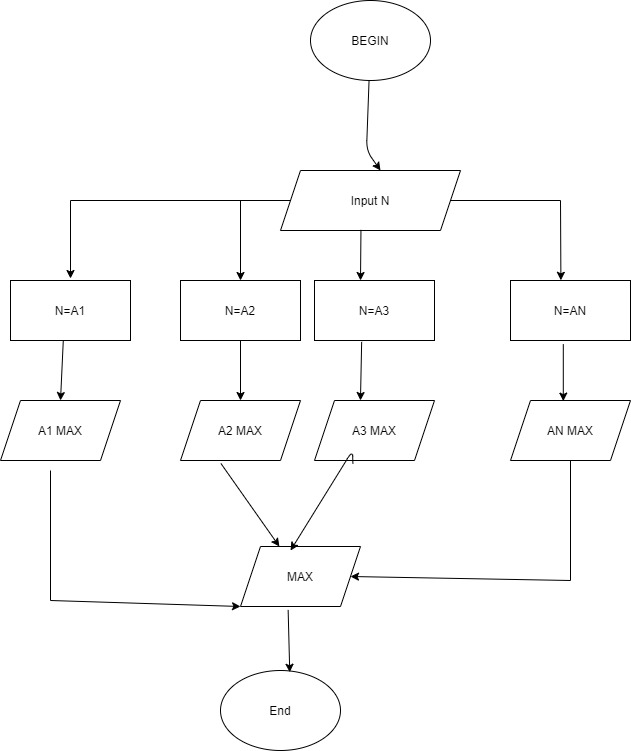 BEGIN
Input N
N=A1
N=A2
N=A3
N=AN
A1 MAX
A2 MAX
A3 MAX
AN MAX
MAX
End